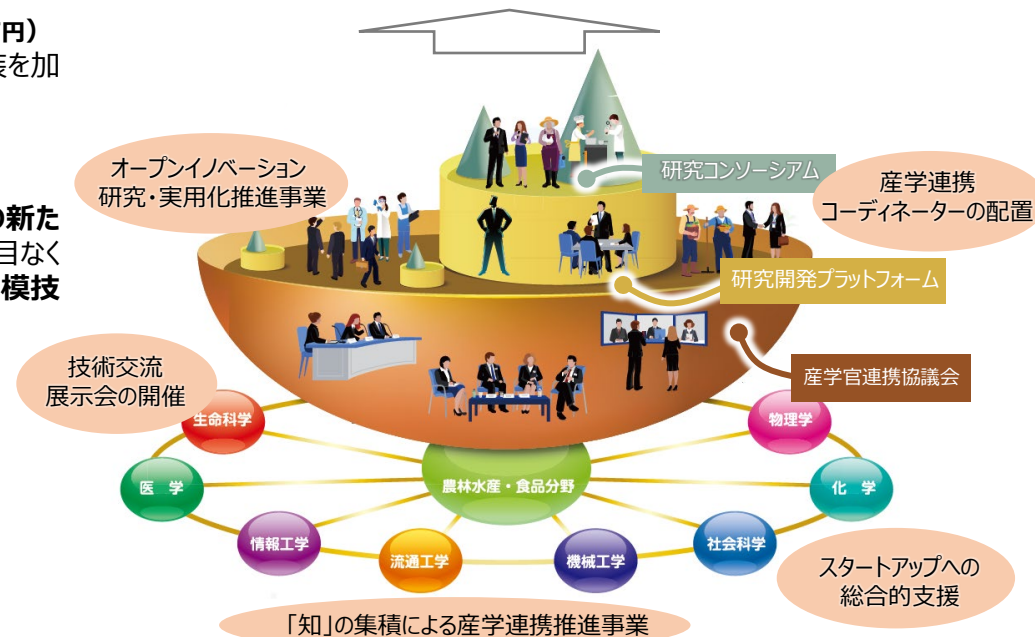 円）
を加
オープンイノベーション
研究・実用化推進事業
の新た
目なく
模技
研究コンソーシアム
産学連携
コーディネーターの配置
研究開発プラットフォーム
産学官連携協議会
技術交流
展示会の開催
生命科学
物理学
医 学
農林水産・食品分野
化 学
情報工学
流通工学
機械工学
社会科学
スタートアップへの
総合的支援
「知」の集積による産学連携推進事業